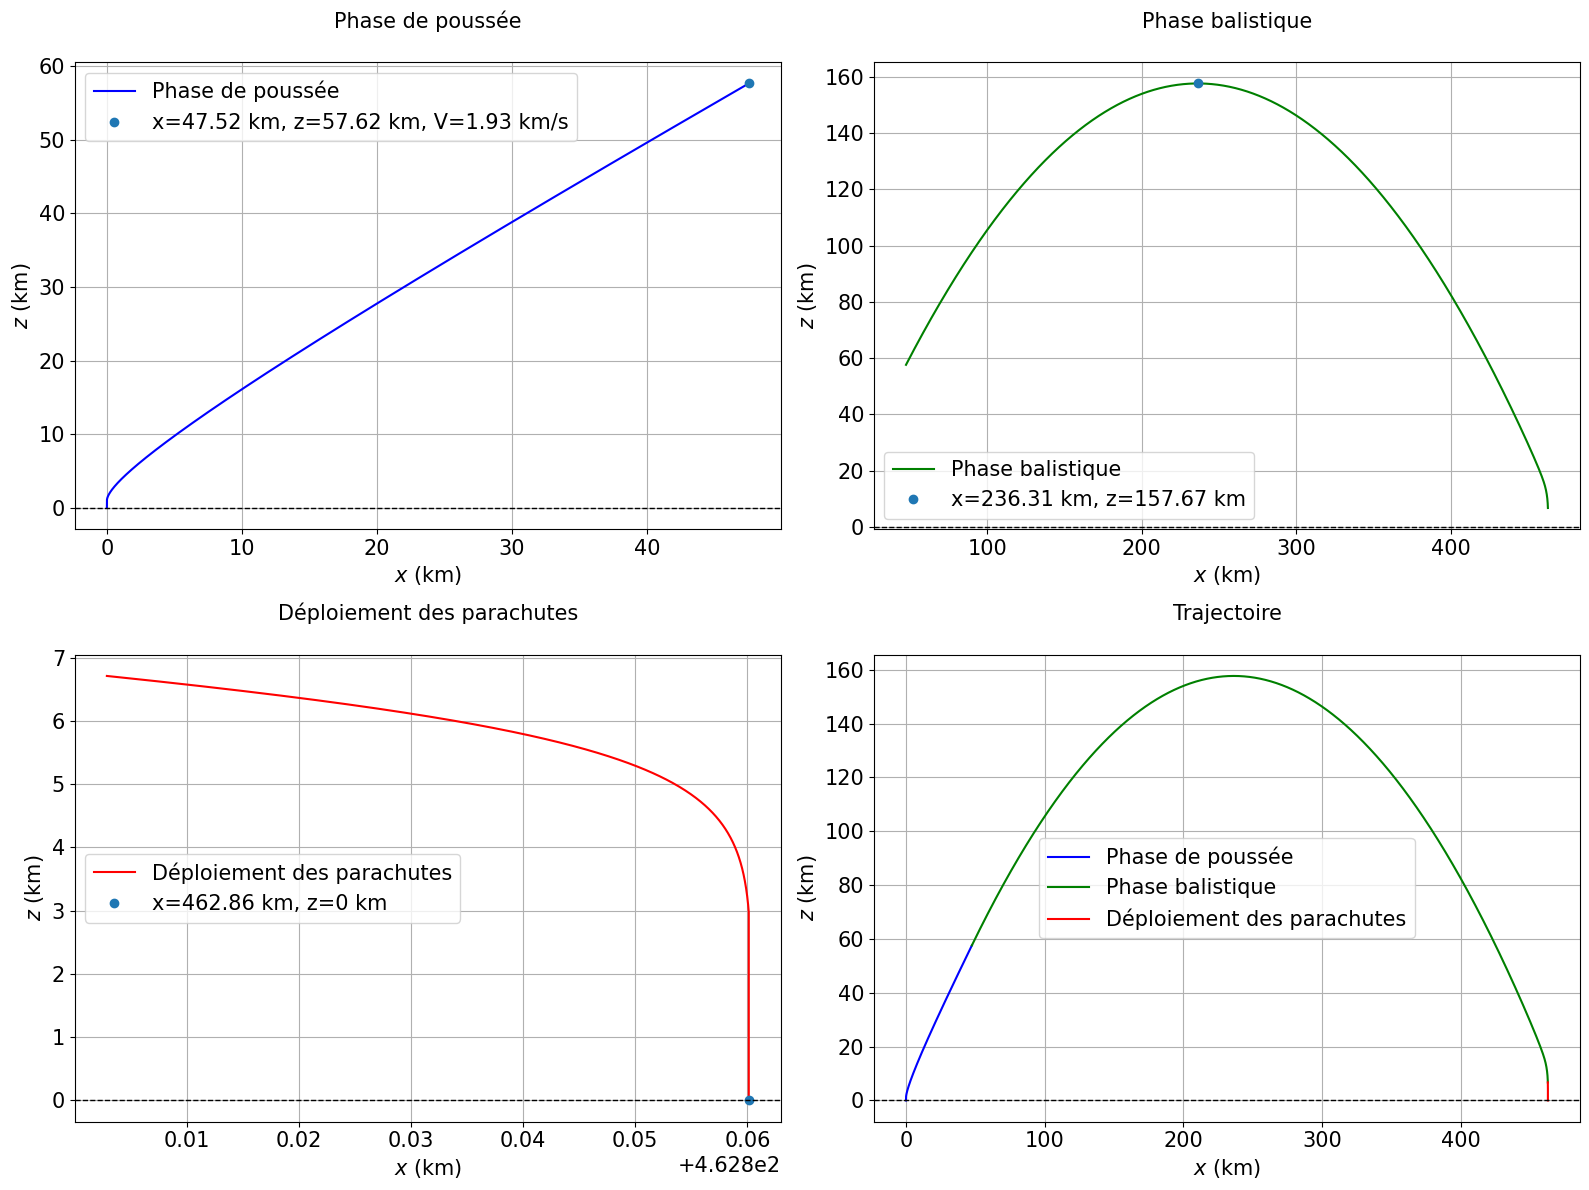 Phase de poussée
60
50
40
30
20
10
0
z (km)
Phase de poussée
x=47.52 km, z=57.62 km, V=1.93 km/s
0 10 20 30 40
x (km)
Phase balistique
160
140
120
100
80
60
40
20
0
z (km)
Phase balistique
x=236.31 km, z=157.67 km
100 200 300 400
x (km)
Déploiement des parachutes
7
6
5
4
3
2
1
0
z (km)
Déploiement des parachutes
x=462.86 km, z=0 km
0.01 0.02 0.03 0.04 0.05 0.06
+4.628e2
x (km)
Trajectoire
160
140
120
100
80
60
40
20
0
z (km)
Phase de poussée
Phase balistique
Déploiement des parachutes
0 100 200 300 400
x (km)